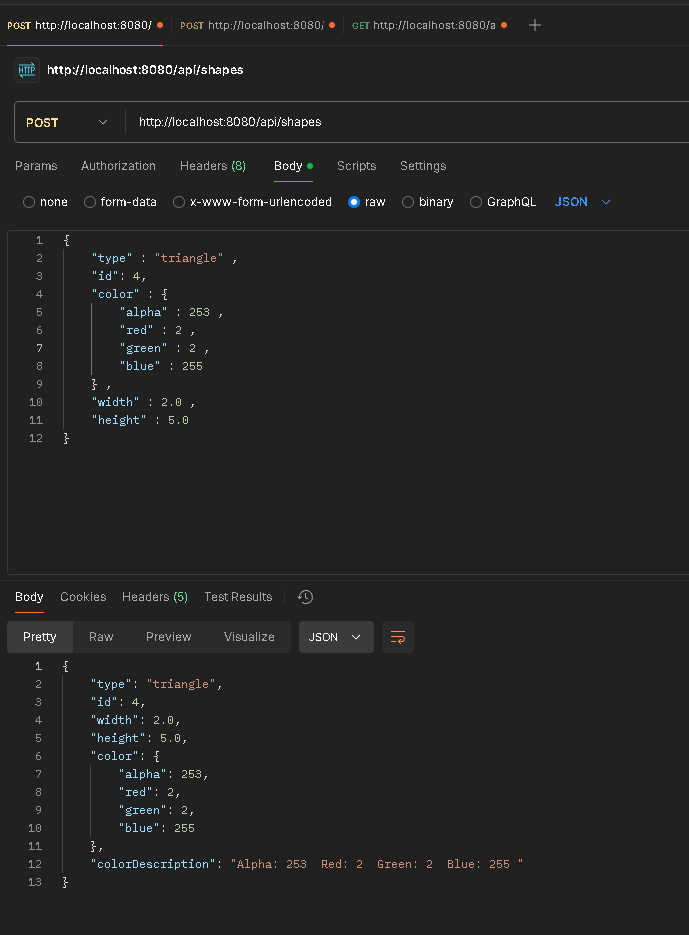 POST http://localhost:8080/ POST http://localhost:8080/ GET http://localhost:8080/a
HTTP http://localhost:8080/api/shapes
POST http://localhost:8080/api/shapes
Params Authorization Headers (8) Body Scripts Settings
none form-data x-www-form-urlencoded raw binary GraphQL JSON
1 {
2 "type" : "triangle" ,
3 "id": 4,
4 "color" : {
5 "alpha" : 253 ,
6 "red" : 2 ,
7 "green" : 2 ,
8 "blue" : 255
9 } ,
10 "width" : 2.0 ,
11 "height" : 5.0
12 }
Body Cookies Headers (5) Test Results
Pretty Raw Preview Visualize JSON
1 {
2 "type": "triangle",
3 "id": 4,
4 "width": 2.0,
5 "height": 5.0,
6 "color": {
7 "alpha": 253,
8 "red": 2,
9 "green": 2,
10 "blue": 255
11 },
12 "colorDescription": "Alpha: 253  Red: 2  Green: 2  Blue: 255 "
13 }